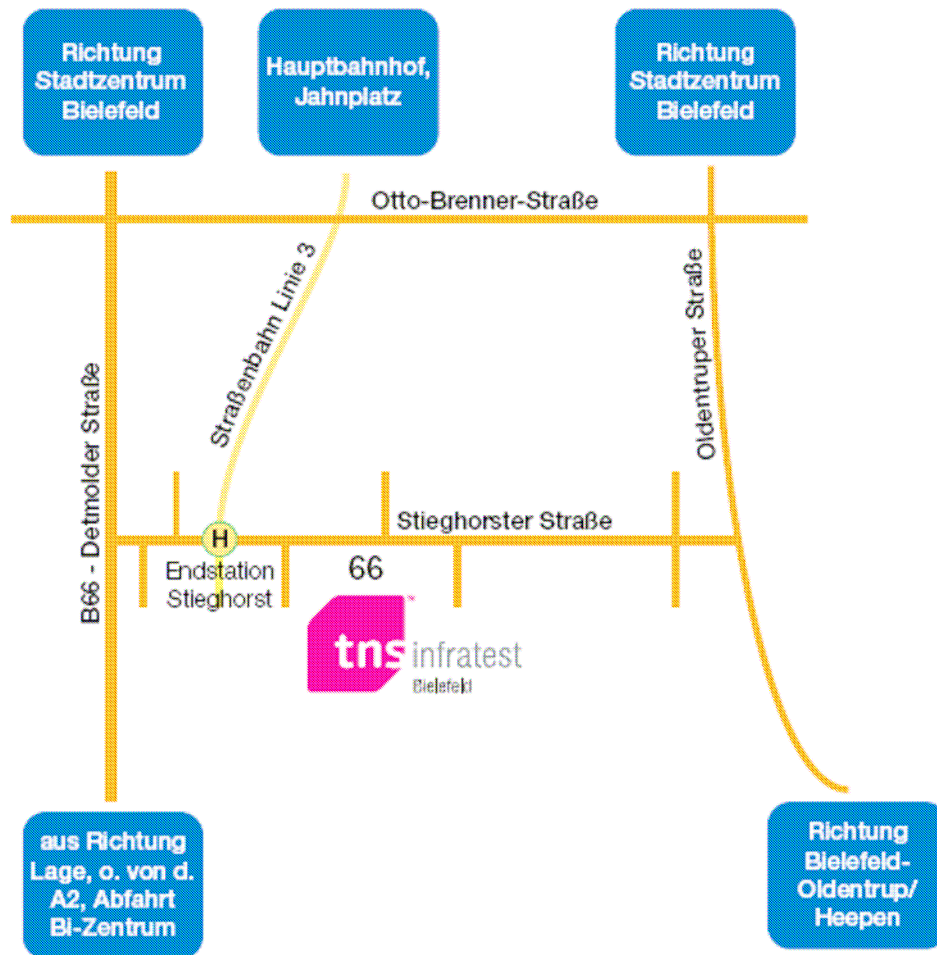 Richtung
Stadtzentrum
Bielefeld
Hauptbahnhof,
Jahnplatz
Richtung
Stadtzentrum
Bielefeld
Otto-Brenner-Straße
Straßenbahn Linie 3
Oldentruper Straße
B66 - Detmolder Straße
Stieghorster Straße
H
Endstation
Stieghorst
66
tns infratest
Bielefeld
aus Richtung
Lage, o. von d.
A2, Abfahrt
Bi-Zentrum
Richtung
Bielefeld-
Oldentrup/
Heepen